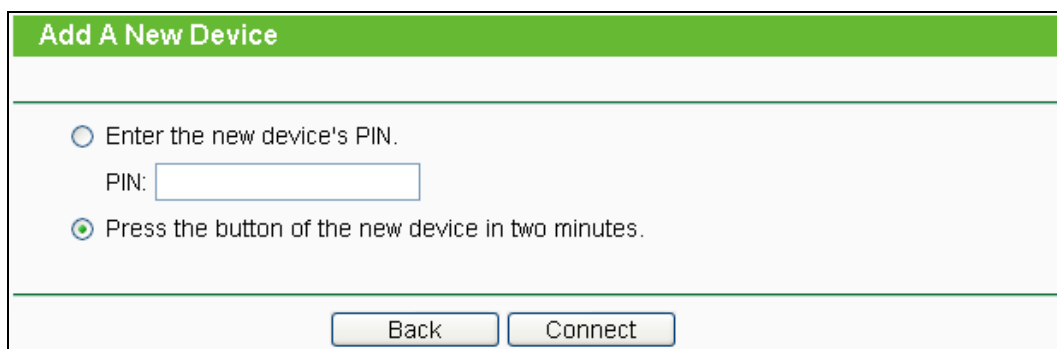 Add A New Device
Enter the new device's PIN.
PIN:
Press the button of the new device in two minutes.
Back Connect